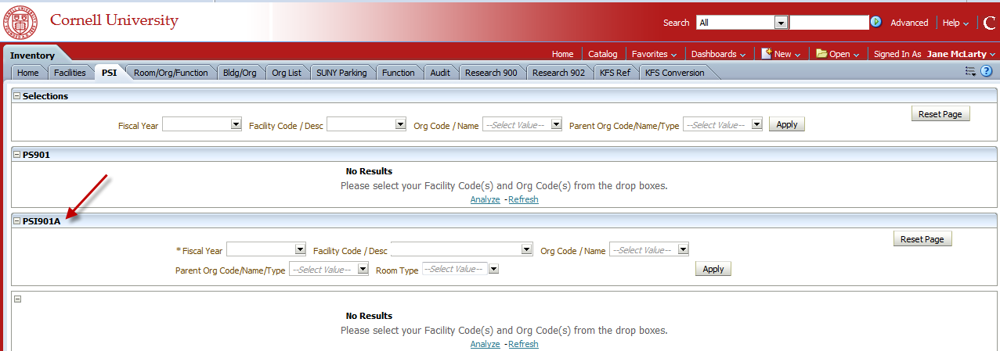 Cornell University
Search All Advanced Help
Inventory Home Catalog Favorites Dashboards New Open Signed In As Jane McLarty
Home Facilities PSI Room/Org/Function Bldg/Org Org List SUNY Parking Function Audit Research 900 Research 902 KFS Ref KFS Conversion
Selections
Reset Page
Fiscal Year Facility Code / Desc Org Code / Name --Select Value-- Parent Org Code/Name/Type --Select Value-- Apply
PS901
No Results
Please select your Facility Code(s) and Org Code(s) from the drop boxes.
Analyze -Refresh
PSI901A
Reset Page
* Fiscal Year Facility Code / Desc Org Code / Name --Select Value--
Parent Org Code/Name/Type --Select Value-- Room Type --Select Value-- Apply
No Results
Please select your Facility Code(s) and Org Code(s) from the drop boxes.
Analyze -Refresh